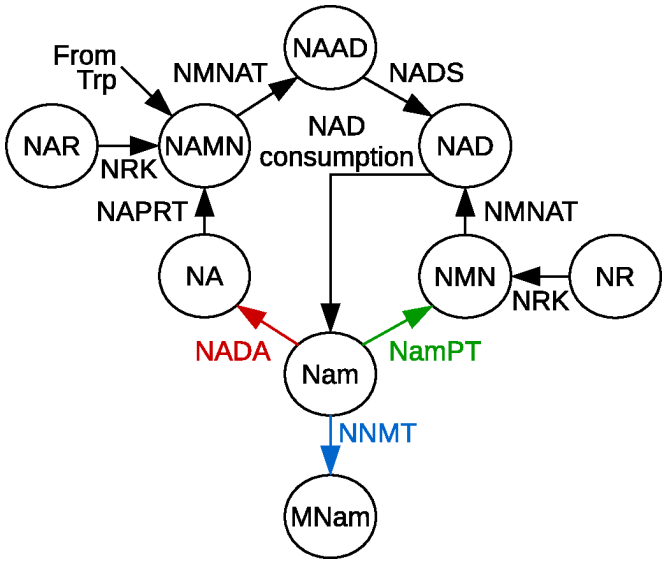 NAAD
From
Trp
NMNAT
NADS
NAR
NRK
NAMN
NAD
consumption
NAD
NAPRT
NMNAT
NA
NMN
NRK
NR
NADA
Nam
NamPT
NNMT
MNam